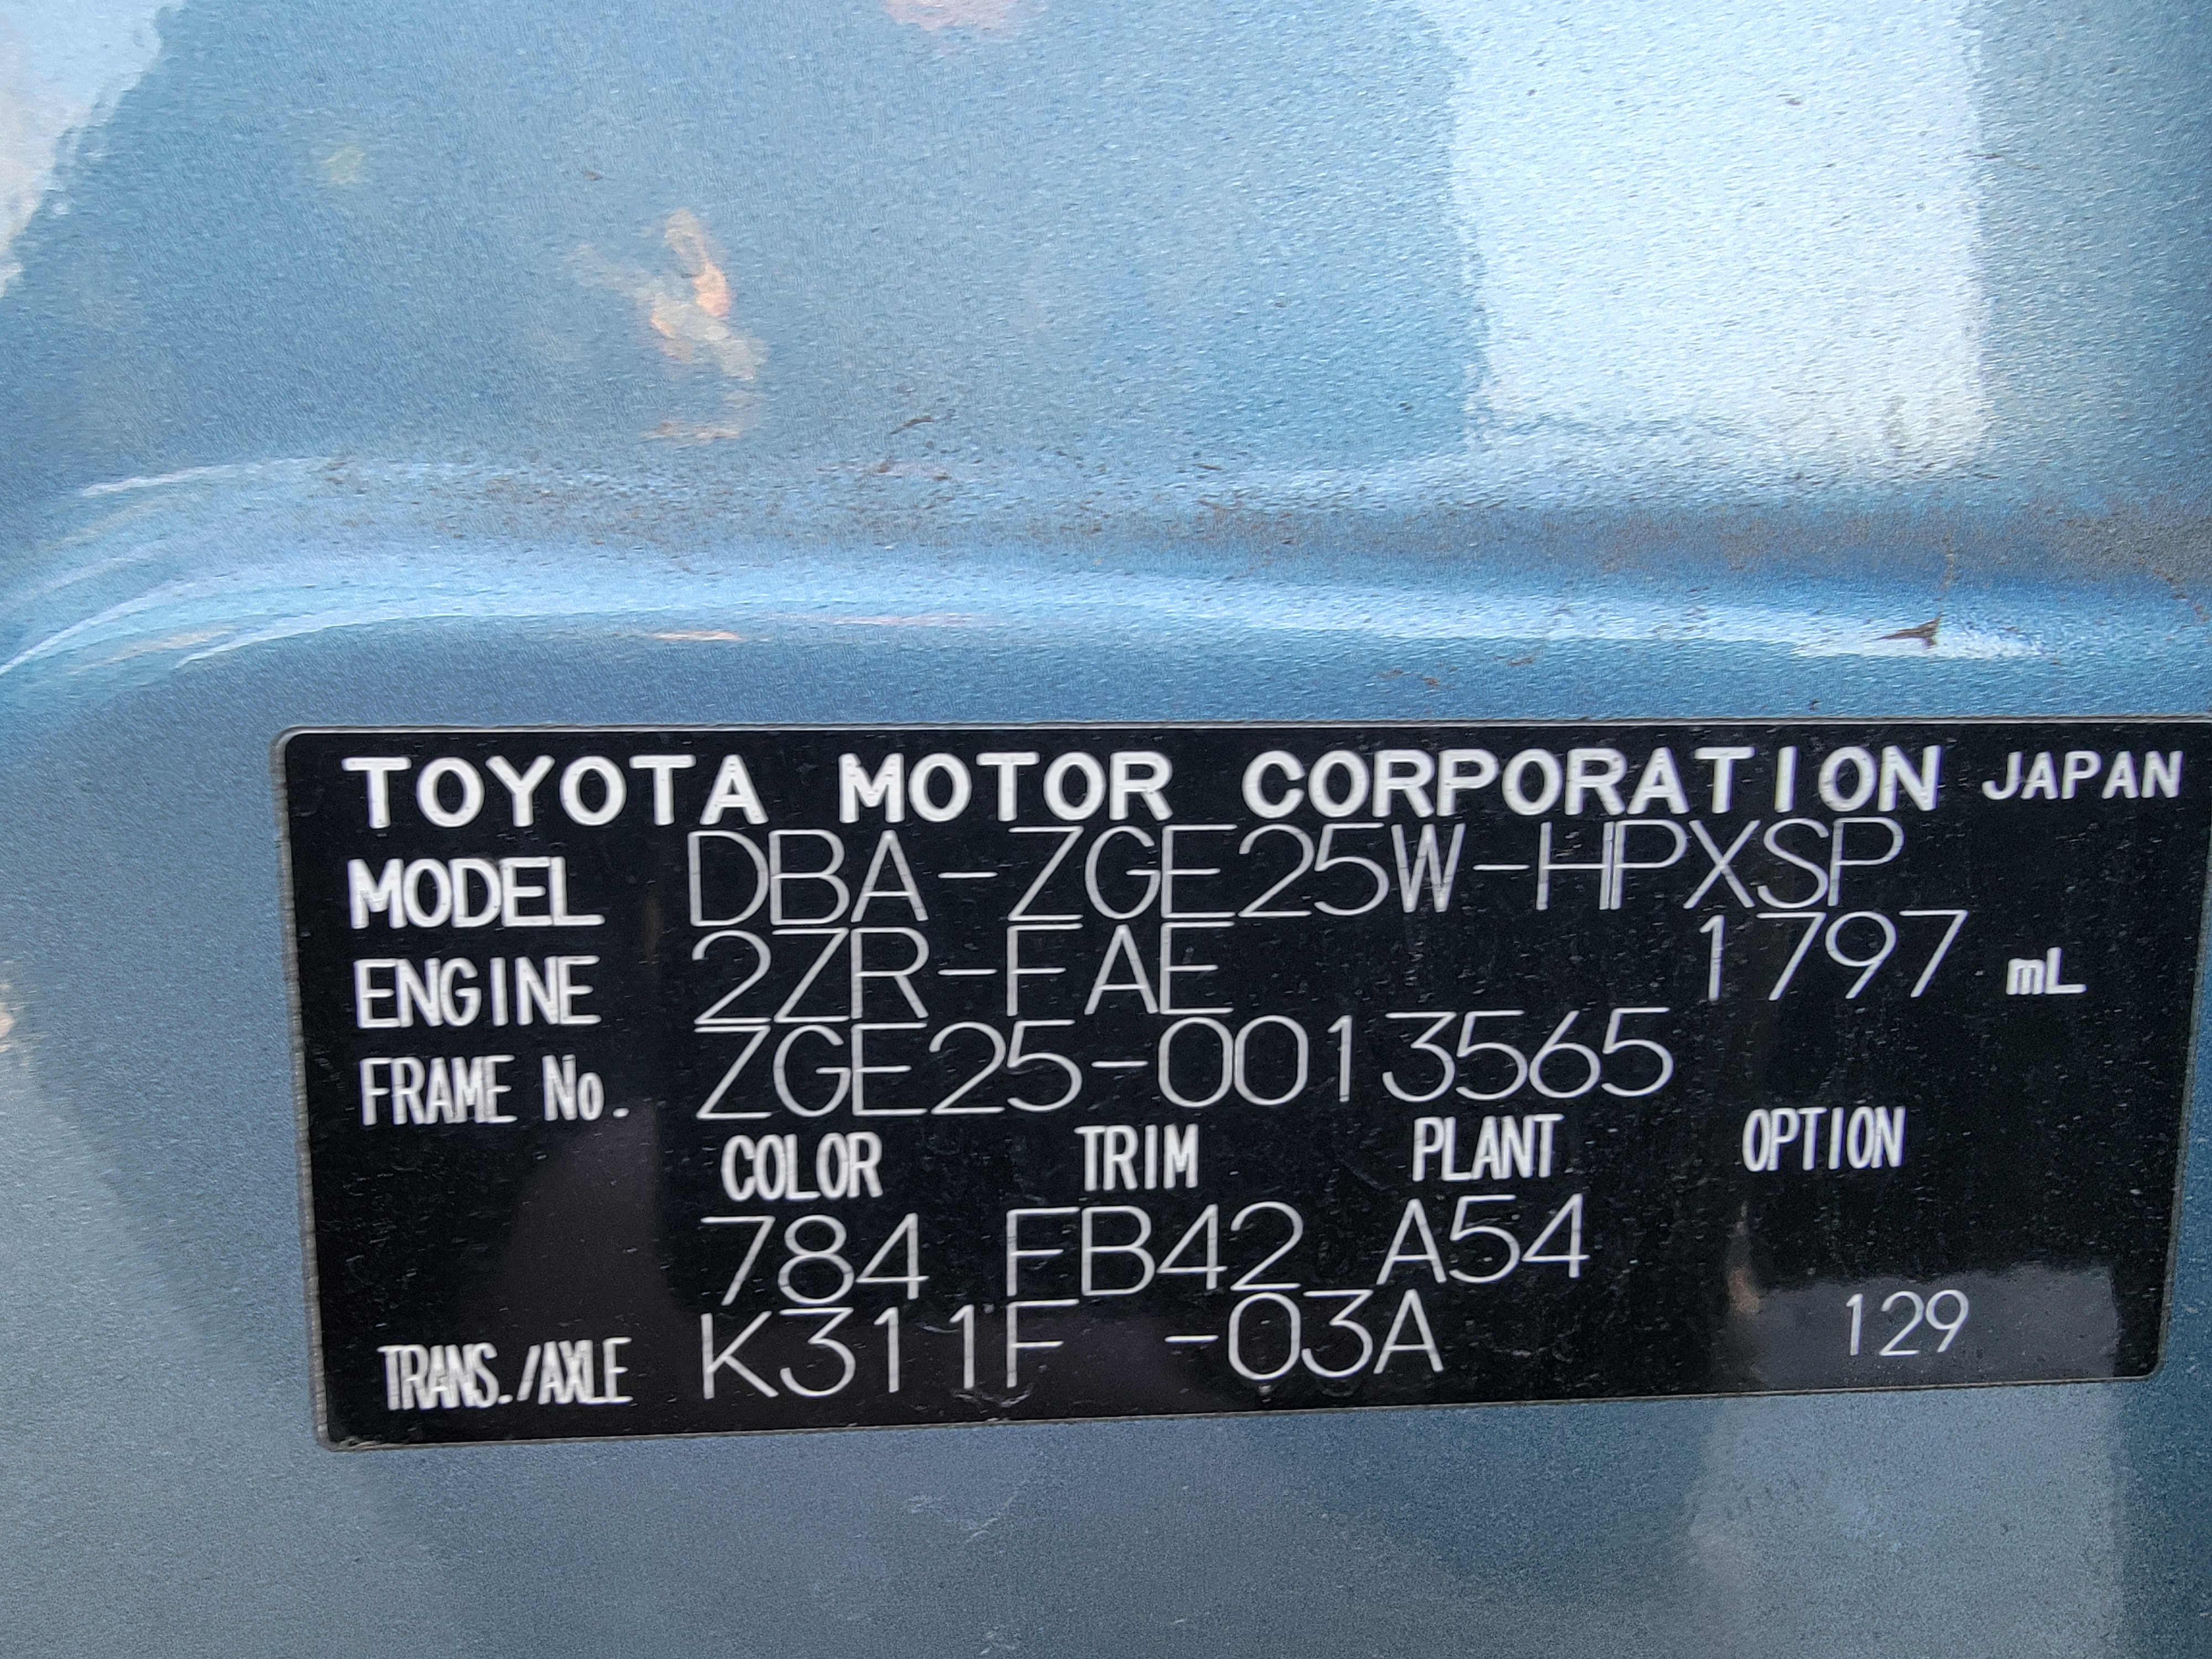 TOYOTA MOTOR CORPORATION JAPAN
MODEL DBA-ZGE25W-HPXSP
ENGINE 2ZR-FAE 1797 mL
FRAME No. ZGE25-0013565
COLOR TRIM PLANT OPTION
784 FB42 A54
TRANS./AXLE K311F -03A 129